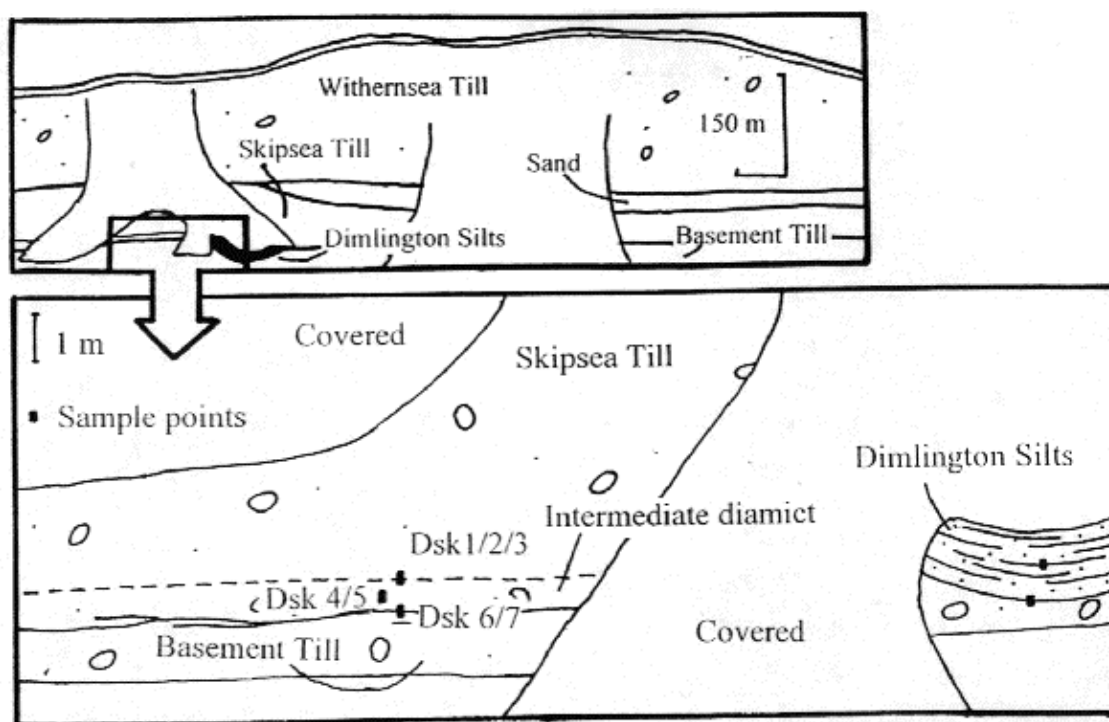 Withernsea Till
150 m
Skipsea Till
Sand
Dimlington Silts
Basement Till
1 m
Covered
Skipsea Till
Sample points
Dimlington Silts
Intermediate diamict
Dsk1/2/3
Dsk 4/5
Dsk 6/7
Basement Till
Covered